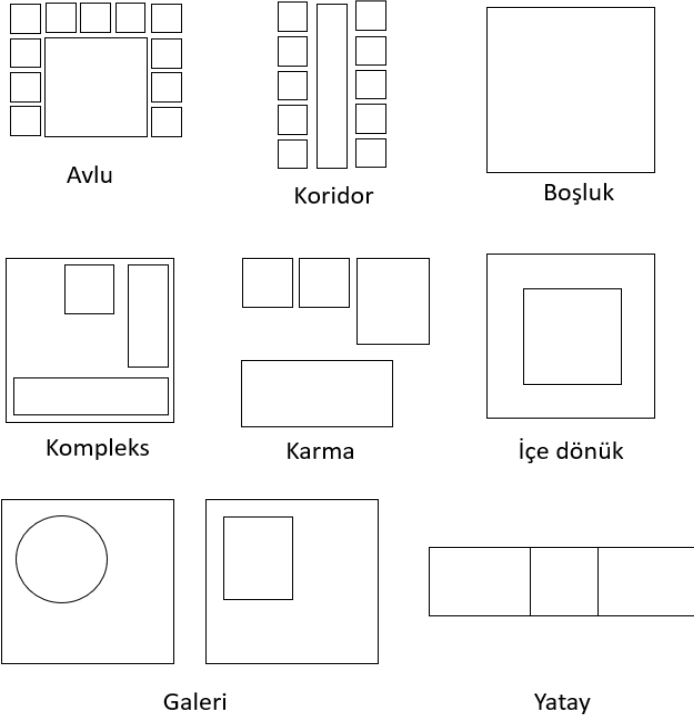 Avlu
Koridor
Boşluk
Kompleks
Karma
İçe dönük
Galeri
Yatay